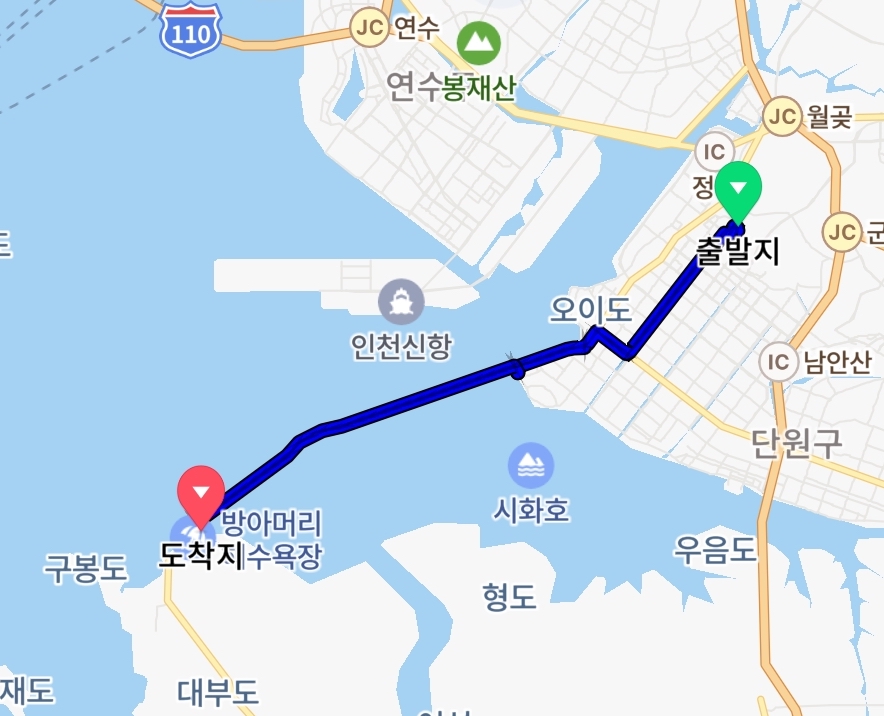 110
JC 연수
연수
봉재산
JC 월곶
IC
정
출발지
JC 군
오이도
인천신항
IC 남안산
단원구
시화호
방아머리
수욕장
도착지
구봉도
우음도
형도
재도
대부도